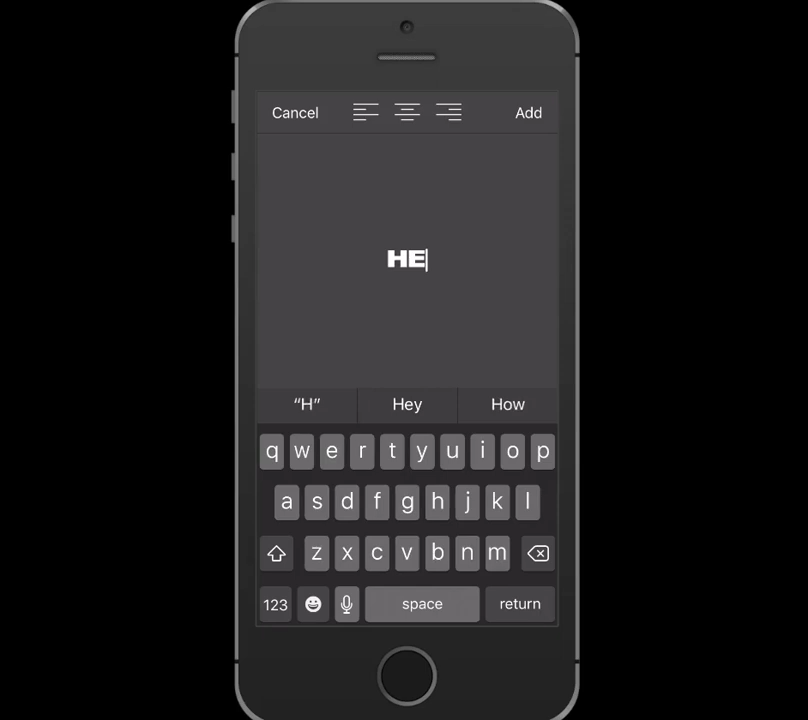 Cancel Add
HE
“H” Hey How
q w e r t y u i o p
a s d f g h j k l
z x c v b n m
123 space return